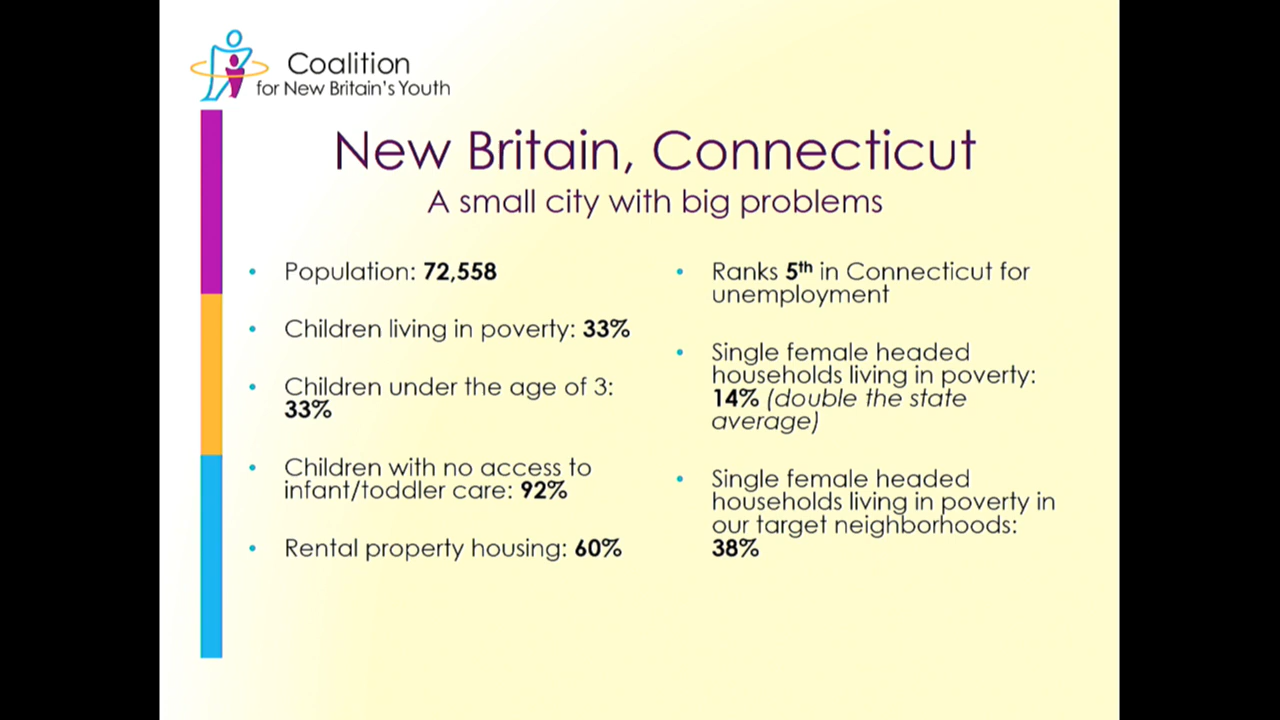 Coalition
for New Britain's Youth
New Britain, Connecticut
A small city with big problems
• Population: 72,558
• Children living in poverty: 33%
• Children under the age of 3:
33%
• Children with no access to
infant/toddler care: 92%
• Rental property housing: 60%
• Ranks 5th in Connecticut for
unemployment
• Single female headed
households living in poverty:
14% (double the state
average)
• Single female headed
households living in poverty in
our target neighborhoods:
38%